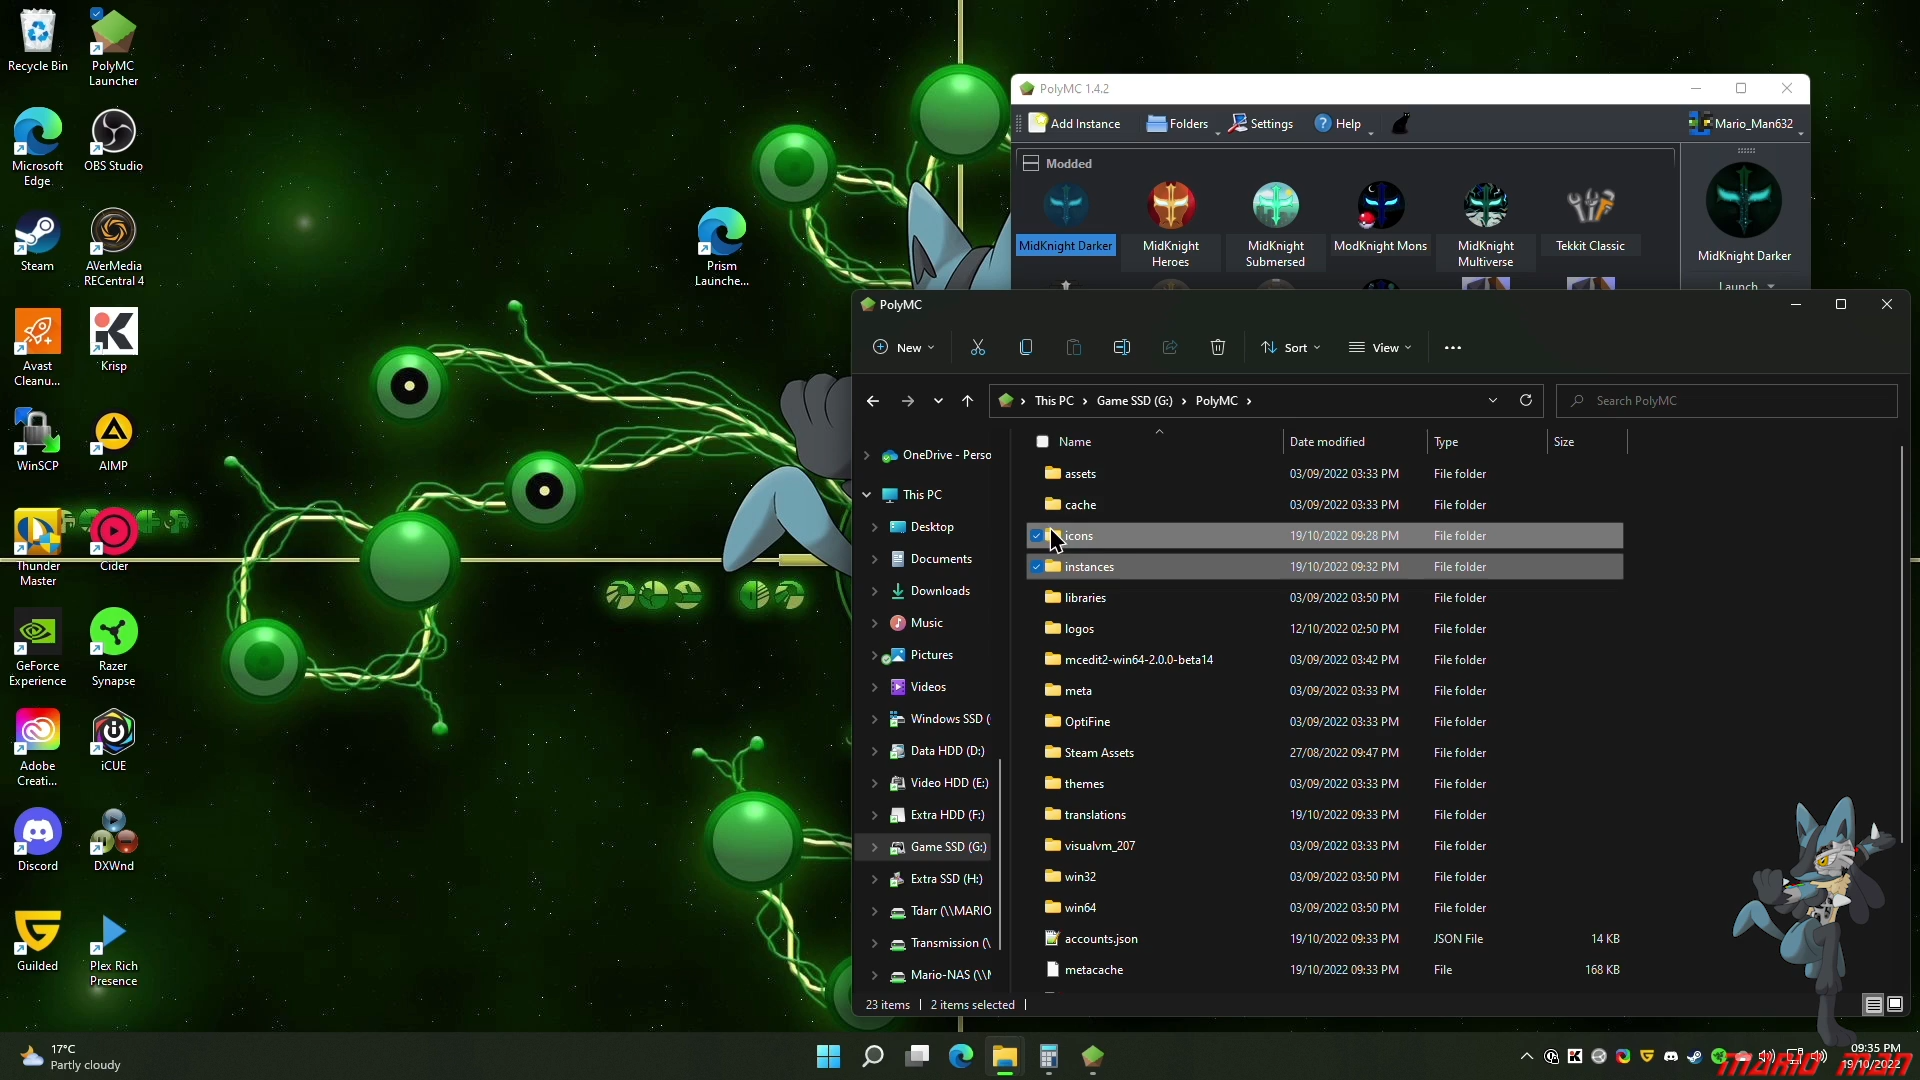 Recycle Bin
PolyMC
Launcher
Microsoft
Edge
OBS Studio
Steam
AVerMedia
RECentral 4
Avast
Cleanu...
Krisp
WinSCP
AIMP
Thunder
Master
Cider
GeForce
Experience
Razer
Synapse
Adobe
Creati...
iCUE
Discord
DXWnd
Guilded
Plex Rich
Presence
Prism
Launche...
PolyMC 1.4.2
Add Instance
Folders
Settings
Help
Mario_Man632
Modded
MidKnight Darker
MidKnight
Heroes
MidKnight
Submersed
ModKnight Mons
MidKnight
Multiverse
Tekkit Classic
MidKnight Darker
Launch
PolyMC
New
Sort
View
This PC > Game SSD (G:) > PolyMC >
Search PolyMC
OneDrive - Perso
This PC
Desktop
Documents
Downloads
Music
Pictures
Videos
Windows SSD (
Data HDD (D:)
Video HDD (E:)
Extra HDD (F:)
Game SSD (G:)
Extra SSD (H:)
Tdarr (\\MARIO
Transmission (\
Mario-NAS (\\
Name Date modified Type Size
assets 03/09/2022 03:33 PM File folder
cache 03/09/2022 03:33 PM File folder
icons 19/10/2022 09:28 PM File folder
instances 19/10/2022 09:32 PM File folder
libraries 03/09/2022 03:50 PM File folder
logos 12/10/2022 02:50 PM File folder
mcedit2-win64-2.0.0-beta14 03/09/2022 03:42 PM File folder
meta 03/09/2022 03:33 PM File folder
OptiFine 03/09/2022 03:33 PM File folder
Steam Assets 27/08/2022 09:47 PM File folder
themes 03/09/2022 03:33 PM File folder
translations 19/10/2022 09:33 PM File folder
visualvm_207 03/09/2022 03:33 PM File folder
win32 03/09/2022 03:50 PM File folder
win64 03/09/2022 03:50 PM File folder
accounts.json 19/10/2022 09:33 PM JSON File 14 KB
metacache 19/10/2022 09:33 PM File 168 KB
23 items | 2 items selected |
17°C
Partly cloudy
09:35 PM
19/10/2022
MARIO MAN